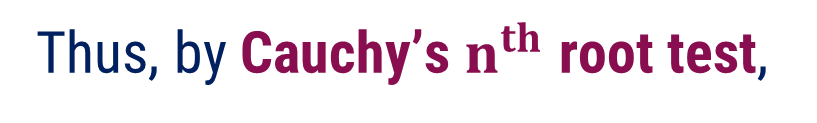 Thus, by Cauchy’s nᵗʰ root test,